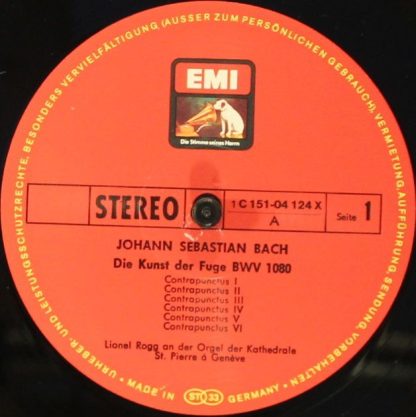 URHEBER- UND LEISTUNGSSCHUTZRECHTE, BESONDERS VERVIELFÄLTIGUNG (AUSSER ZUM PERSÖNLICHEN GEBRAUCH), VERMIETUNG, AUFFÜHRUNG, SENDUNG, VORBEHALTEN •
EMI
Die Stimme seines Herrn
STEREO
1 C 151-04 124 X
A
Seite 1
JOHANN SEBASTIAN BACH
Die Kunst der Fuge BWV 1080
Contrapunctus I
Contrapunctus II
Contrapunctus III
Contrapunctus IV
Contrapunctus V
Contrapunctus VI
Lionel Rogg an der Orgel der Kathedrale
St. Pierre à Genève
• MADE IN ST 33 GERMANY •